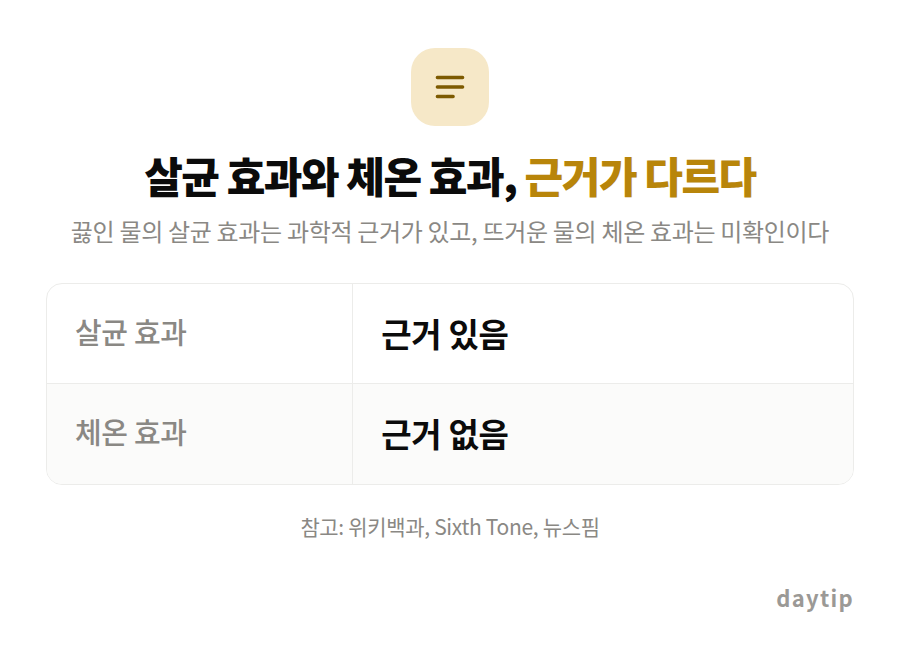 살균 효과와 체온 효과, 근거가 다르다
끓인 물의 살균 효과는 과학적 근거가 있고, 뜨거운 물의 체온 효과는 미확인이다
살균 효과
근거 있음
체온 효과
근거 없음
참고: 위키백과, Sixth Tone, 뉴스핌
daytip